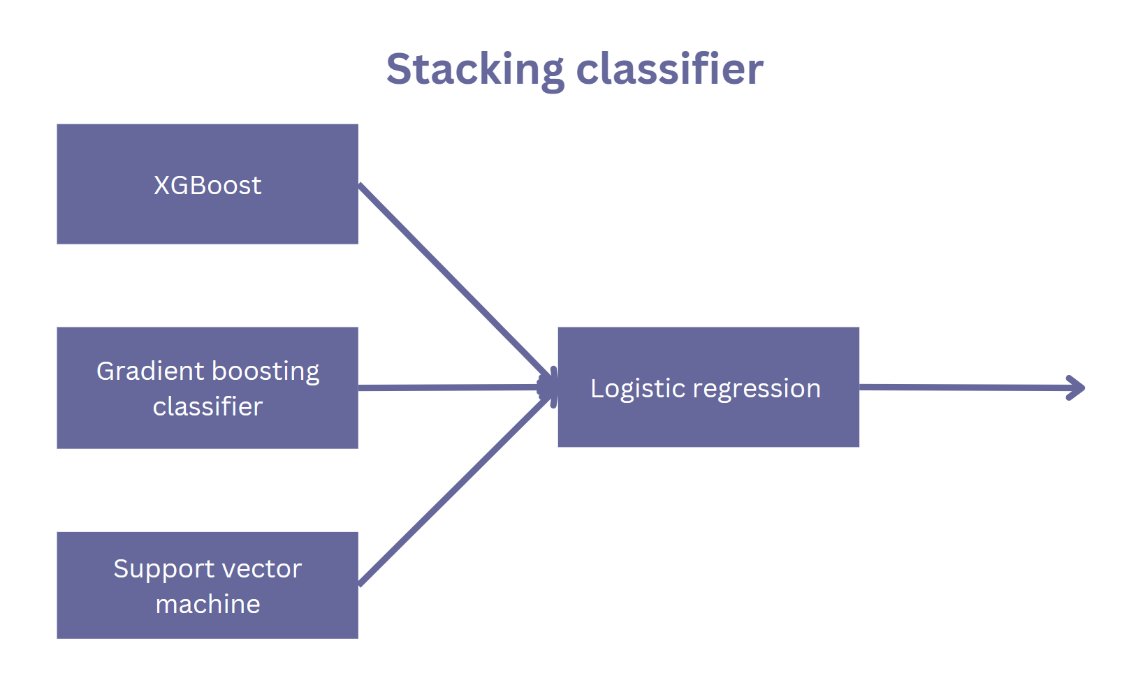 Stacking classifier
XGBoost
Gradient boosting
classifier
Logistic regression
Support vector
machine